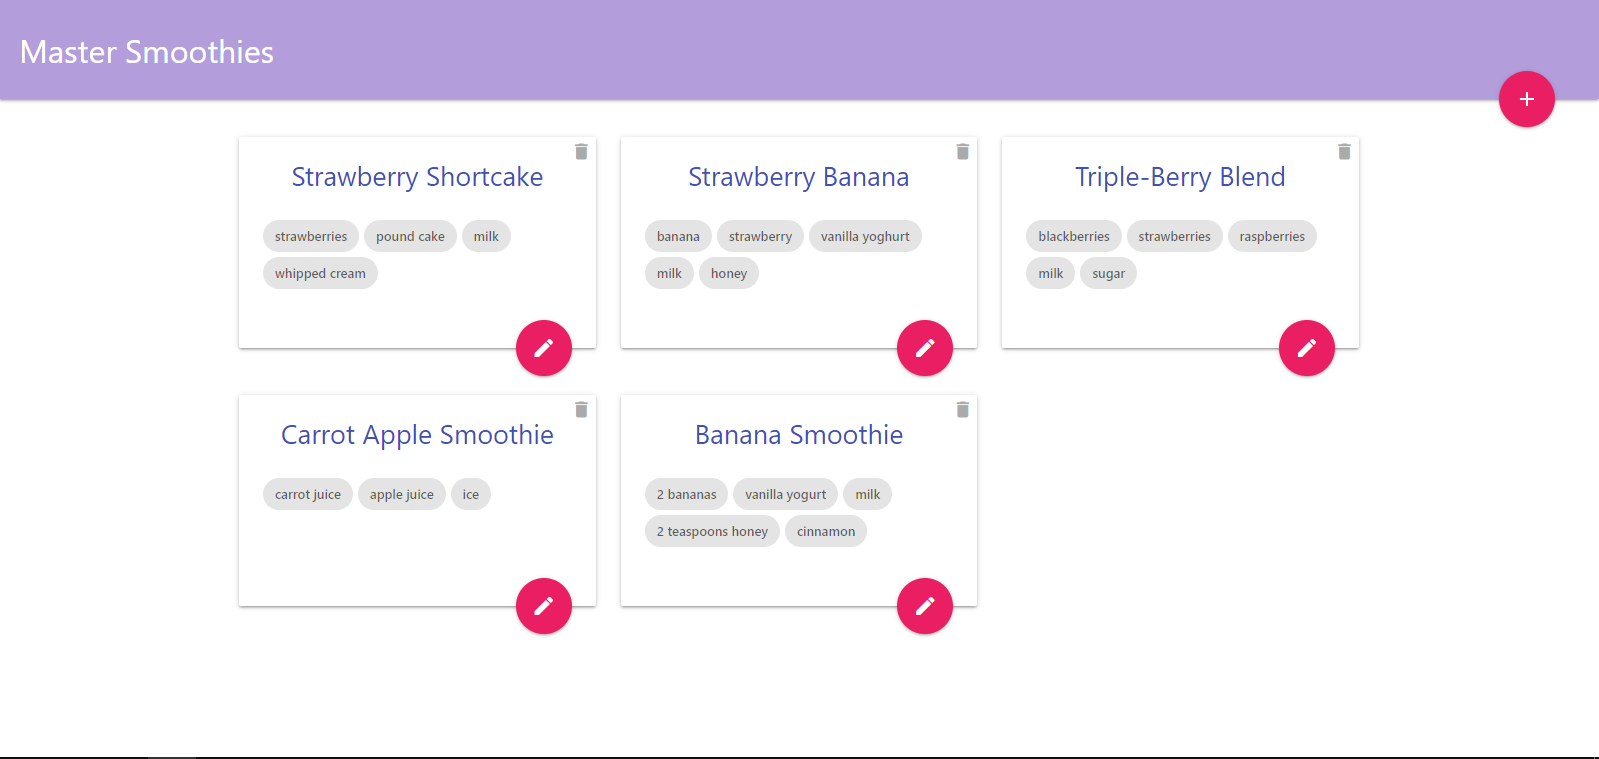 Master Smoothies
Strawberry Shortcake
strawberries pound cake milk
whipped cream
Strawberry Banana
banana strawberry vanilla yoghurt
milk honey
Triple-Berry Blend
blackberries strawberries raspberries
milk sugar
Carrot Apple Smoothie
carrot juice apple juice ice
Banana Smoothie
2 bananas vanilla yogurt milk
2 teaspoons honey cinnamon